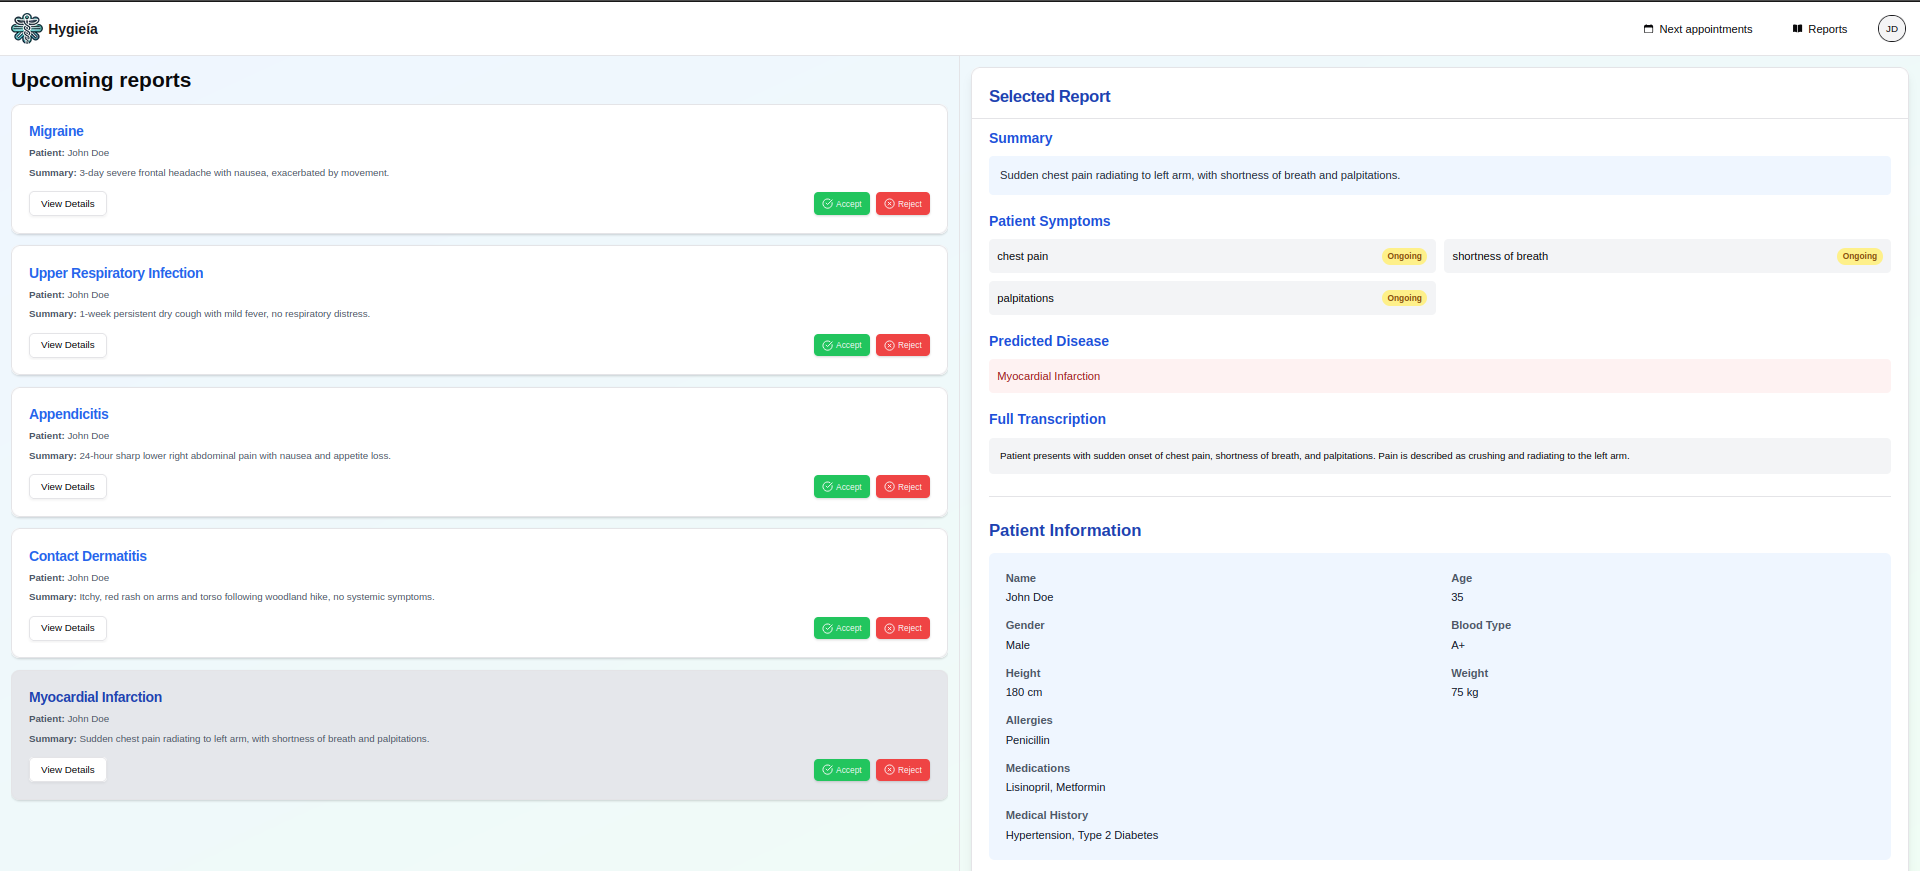 Hygieía
Next appointments
Reports
JD
Upcoming reports
Migraine
Patient: John Doe
Summary: 3-day severe frontal headache with nausea, exacerbated by movement.
View Details
Accept
Reject
Upper Respiratory Infection
Patient: John Doe
Summary: 1-week persistent dry cough with mild fever, no respiratory distress.
View Details
Accept
Reject
Appendicitis
Patient: John Doe
Summary: 24-hour sharp lower right abdominal pain with nausea and appetite loss.
View Details
Accept
Reject
Contact Dermatitis
Patient: John Doe
Summary: Itchy, red rash on arms and torso following woodland hike, no systemic symptoms.
View Details
Accept
Reject
Myocardial Infarction
Patient: John Doe
Summary: Sudden chest pain radiating to left arm, with shortness of breath and palpitations.
View Details
Accept
Reject
Selected Report
Summary
Sudden chest pain radiating to left arm, with shortness of breath and palpitations.
Patient Symptoms
chest pain
Ongoing
shortness of breath
Ongoing
palpitations
Ongoing
Predicted Disease
Myocardial Infarction
Full Transcription
Patient presents with sudden onset of chest pain, shortness of breath, and palpitations. Pain is described as crushing and radiating to the left arm.
Patient Information
Name
John Doe
Age
35
Gender
Male
Blood Type
A+
Height
180 cm
Weight
75 kg
Allergies
Penicillin
Medications
Lisinopril, Metformin
Medical History
Hypertension, Type 2 Diabetes